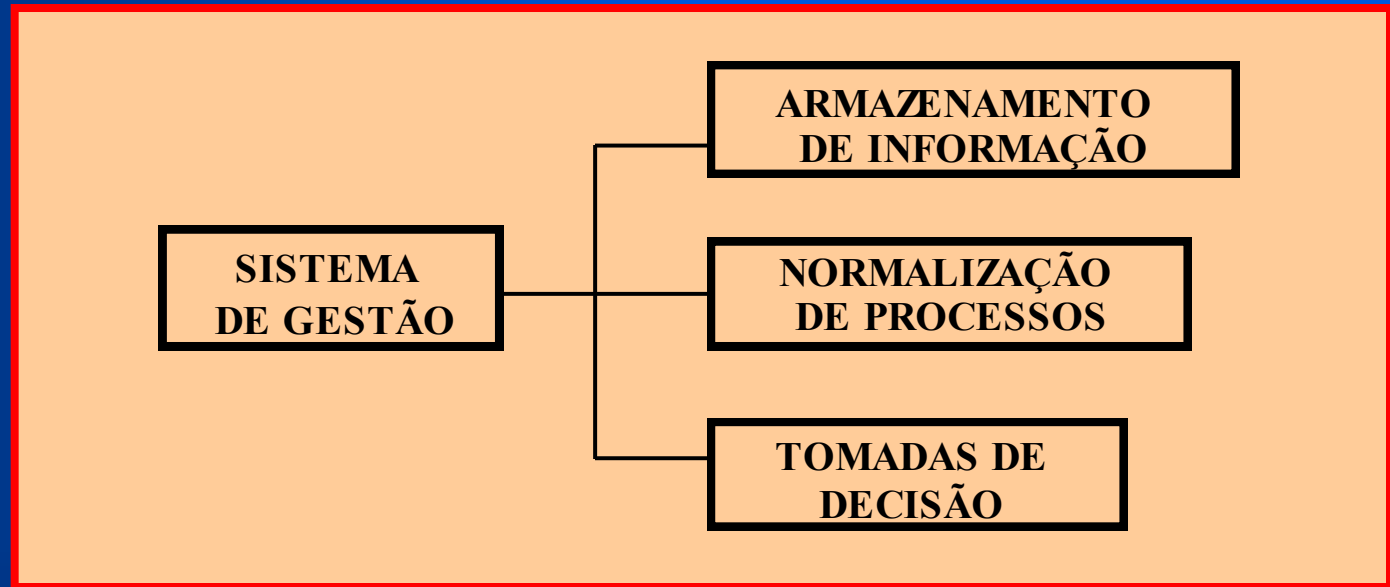 SISTEMA
DE GESTÃO
ARMAZENAMENTO
DE INFORMAÇÃO
NORMALIZAÇÃO
DE PROCESSOS
TOMADAS DE
DECISÃO